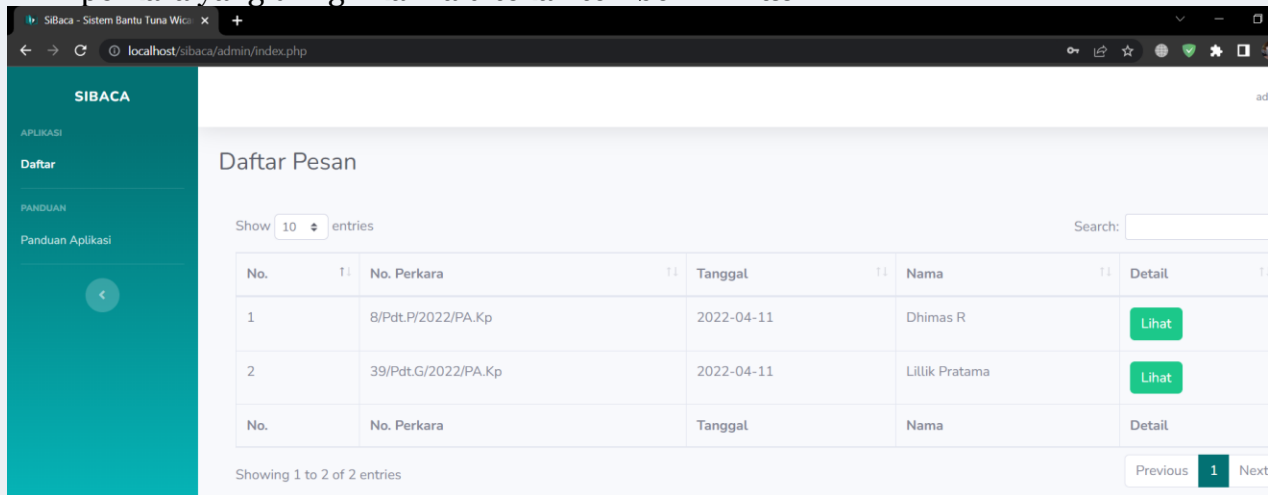 SiBaca - Sistem Bantu Tuna Wica
localhost/sibaca/admin/index.php
SIBACA
APLIKASI
Daftar
PANDUAN
Panduan Aplikasi
Daftar Pesan
Show 10 entries
Search:
No. No. Perkara Tanggal Nama Detail
1 8/Pdt.P/2022/PA.Kp 2022-04-11 Dhimas R Lihat
2 39/Pdt.G/2022/PA.Kp 2022-04-11 Lillik Pratama Lihat
No. No. Perkara Tanggal Nama Detail
Showing 1 to 2 of 2 entries
Previous 1 Next